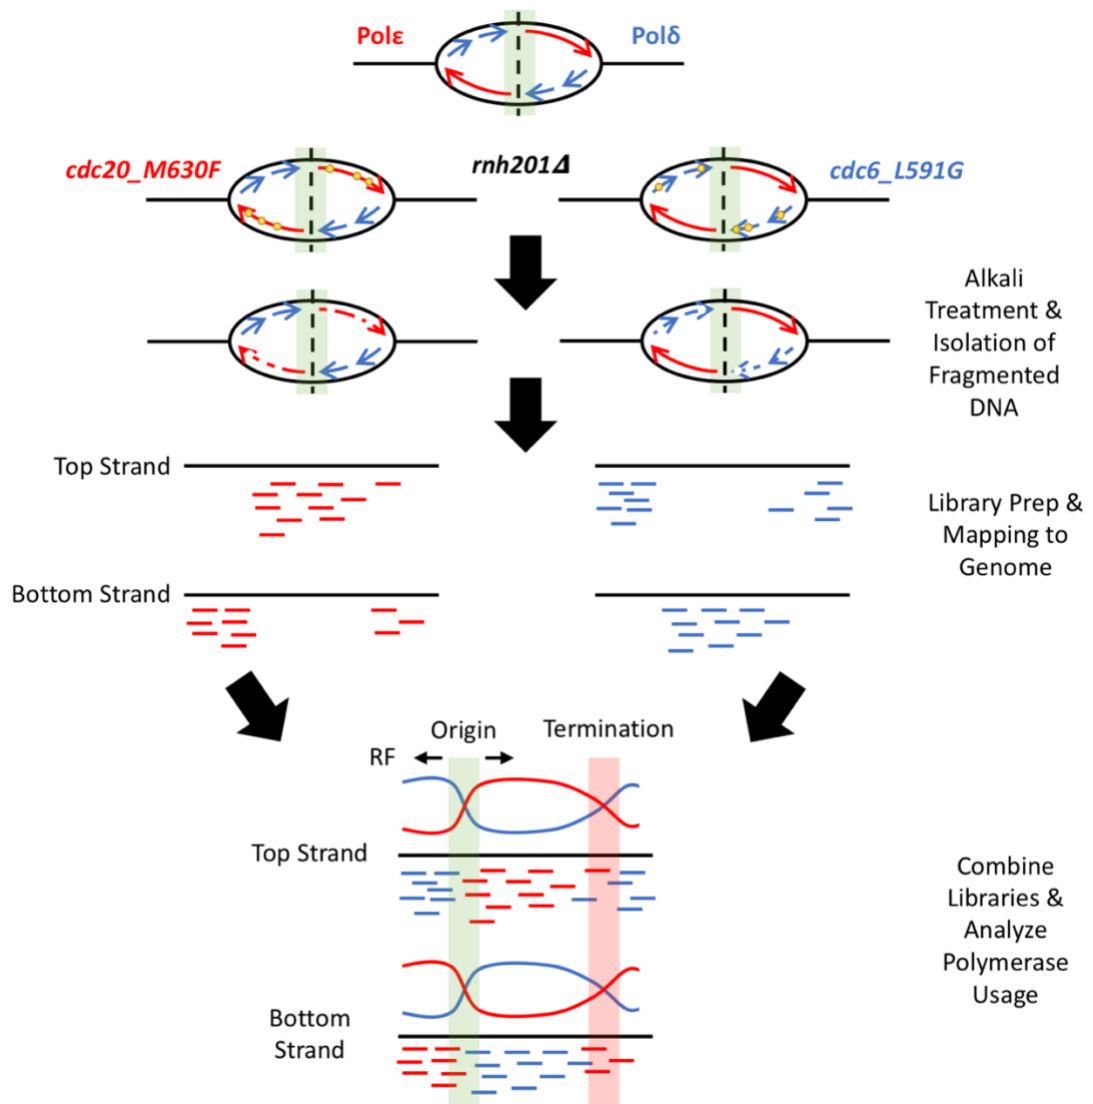 Polε
Polδ
cdc20_M630F
rnh201Δ
cdc6_L591G
Alkali
Treatment &
Isolation of
Fragmented
DNA
Top Strand
Library Prep &
Mapping to
Genome
Bottom Strand
Origin
Termination
RF
Top Strand
Combine
Libraries &
Analyze
Polymerase
Usage
Bottom
Strand